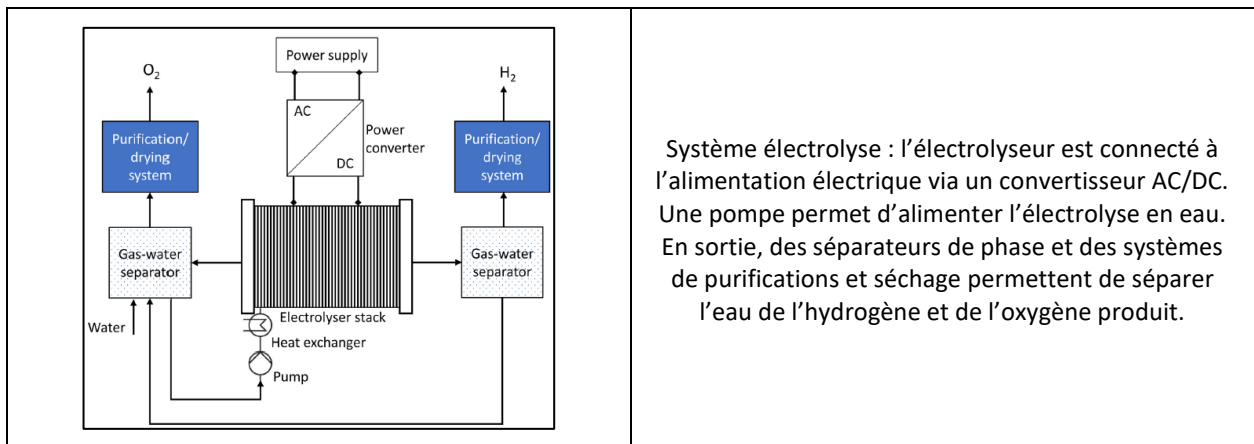 Power supply
O2
H2
AC
DC
Power
converter
Purification/
drying
system
Purification/
drying
system
Gas-water
separator
Gas-water
separator
Water
Electrolyser stack
Heat exchanger
Pump
Système électrolyse : l’électrolyseur est connecté à
l’alimentation électrique via un convertisseur AC/DC.
Une pompe permet d’alimenter l’électrolyse en eau.
En sortie, des séparateurs de phase et des systèmes
de purifications et séchage permettent de séparer
l’eau de l’hydrogène et de l’oxygène produit.